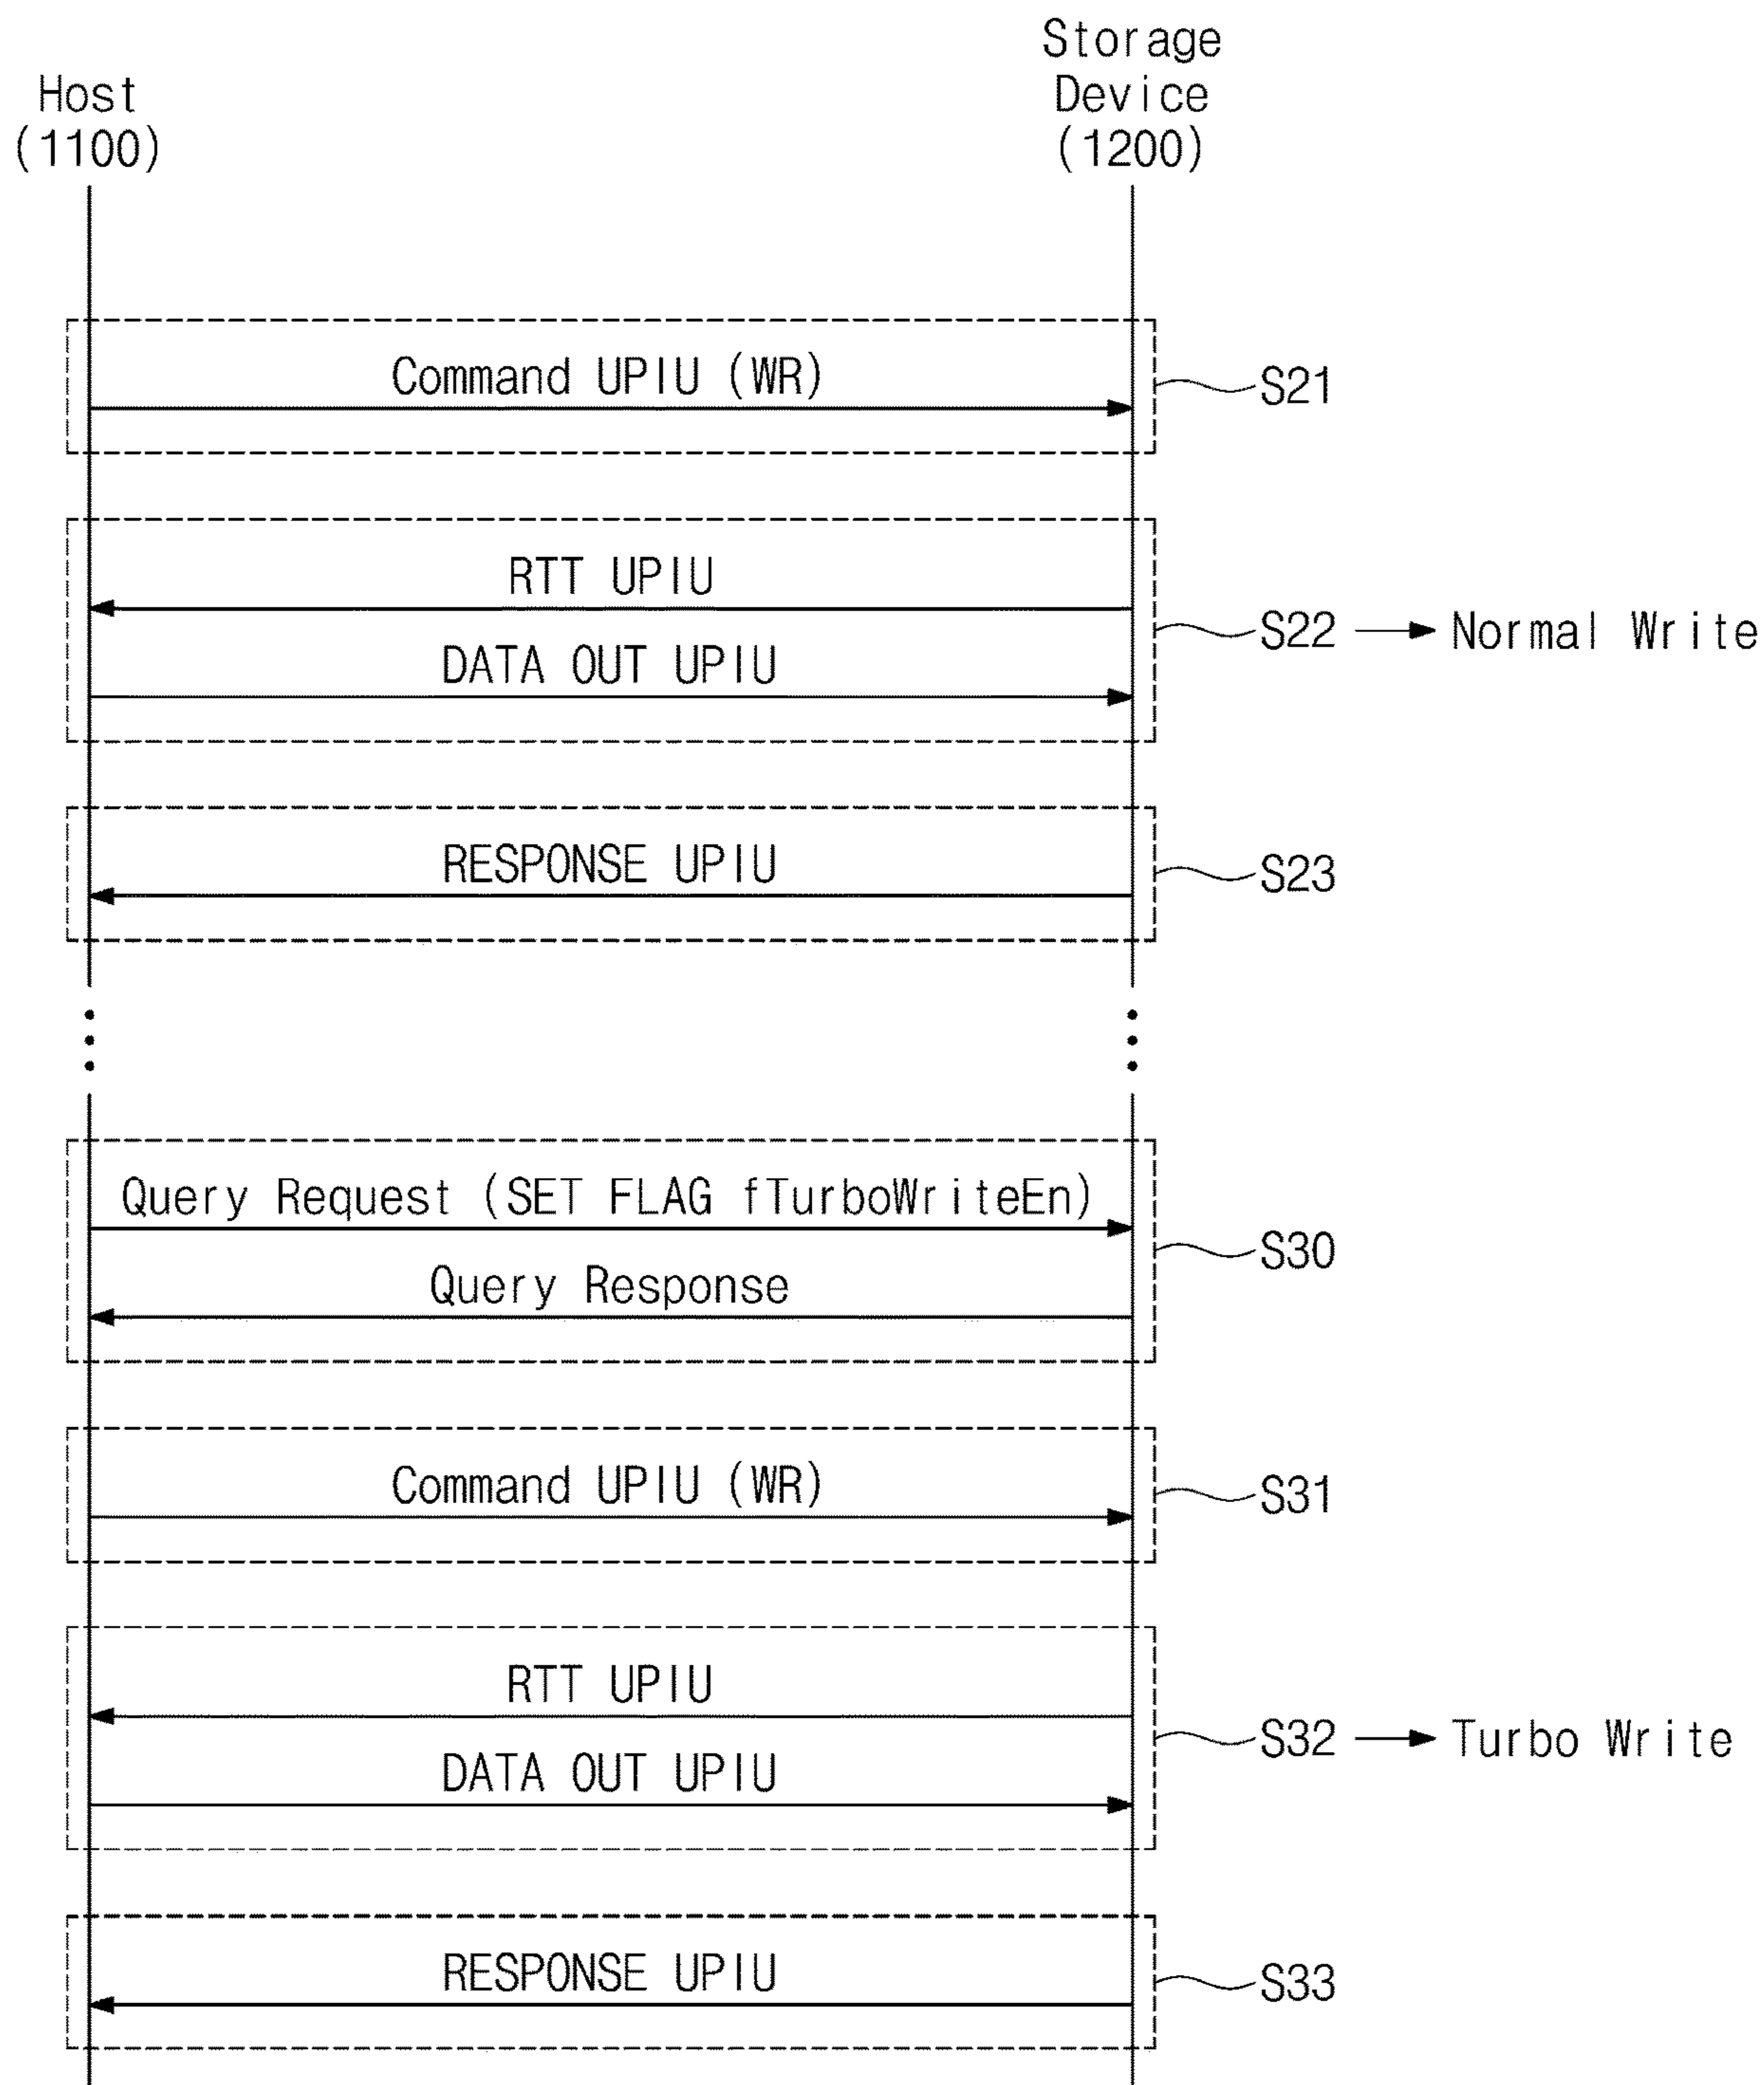 Host
(1100)
Storage
Device
(1200)
Command UPIU (WR)
S21
RTT UPIU
DATA OUT UPIU
S22
Normal Write
RESPONSE UPIU
S23
Query Request (SET FLAG fTurboWriteEn)
Query Response
S30
Command UPIU (WR)
S31
RTT UPIU
DATA OUT UPIU
S32
Turbo Write
RESPONSE UPIU
S33